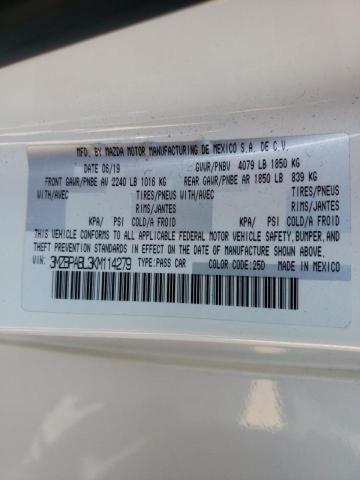 MFD. BY MAZDA MOTOR MANUFACTURING DE MEXICO S.A. DE C.V.
DATE 06/19 GVWR/PNBV 4079 LB 1850 KG
FRONT GAWR/PNBE AV 2240 LB 1016 KG REAR GAWR/PNBE AR 1850 LB 839 KG
WITH/AVEC TIRES/PNEUS WITH/AVEC TIRES/PNEUS
RIMS/JANTES RIMS/JANTES
KPA/ PSI COLD/A FROID KPA/ PSI COLD/A FROID
THIS VEHICLE CONFORMS TO ALL APPLICABLE FEDERAL MOTOR VEHICLE SAFETY, BUMPER, AND
THEFT PREVENTION STANDARDS IN EFFECT ON THE DATE OF MANUFACTURE SHOWN ABOVE.
VIN: 3MZBPABL3KM114279 TYPE: PASS CAR COLOR CODE: 25D MADE IN MEXICO